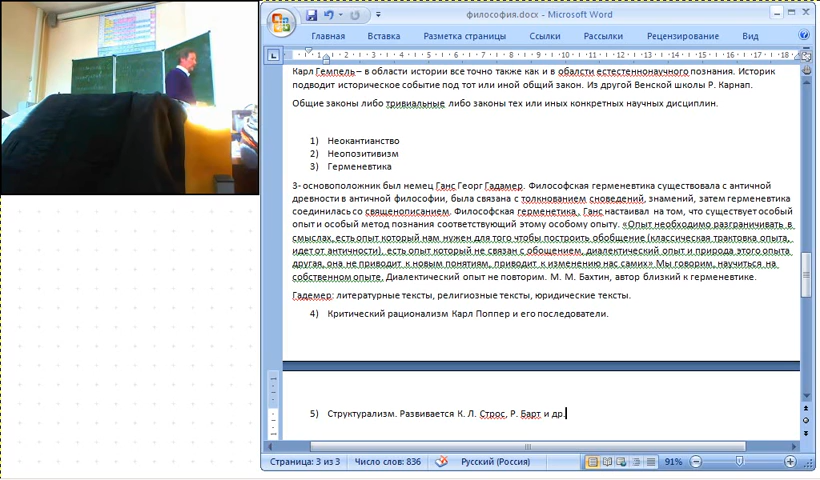 философия.docx - Microsoft Word
Главная Вставка Разметка страницы Ссылки Рассылки Рецензирование Вид
Карл Гемпель – в области истории все точно также как и в обалсти естестенноначного познания. Историк
подводит историческое событие под тот или иной общий закон. Из другой Венской школы Р. Карнап.
Общие законы либо тривиальные либо законы тех или иных конкретных научных дисциплин.
1) Неокантианство
2) Неопозитивизм
3) Герменевтика
3- основоположник был немец Ганс Георг Гадамер. Философская герменевтика существовала с античной
древности в античной философии, была связана с толкнованием сноведений, знамений, затем герменевтика
соединилась со священописанием. Философская герменетика. Ганс настаивал на том, что существует особый
опыт и особый метод познания соответствующий этому особому опыту. «Опыт необходимо разграничивать в
смыслах, есть опыт который нам нужен для того чтобы построить обобщение (классическая трактовка опыта,
идет от античности), есть опыт который не связан с обощением, диалектический опыт и природа этого опыта
другая, она не приводит к новым понятиям, приводит к изменению нас самих» Мы говорим, научиться на
собственном опыте. Диалектический опыт не повторим. М. М. Бахтин, автор близкий к герменевтике.
Гадемер: литературные тексты, религиозные тексты, юридические тексты.
4) Критический рационализм Карл Поппер и его последователи.
5) Структурализм. Развивается К. Л. Строс, Р. Барт и др.
Страница: 3 из 3 Число слов: 836 Русский (Россия) 91%